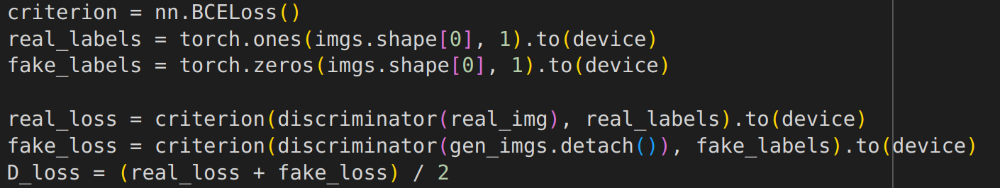 criterion = nn.BCELoss()
real_labels = torch.ones(imgs.shape[0], 1).to(device)
fake_labels = torch.zeros(imgs.shape[0], 1).to(device)
real_loss = criterion(discriminator(real_img), real_labels).to(device)
fake_loss = criterion(discriminator(gen_imgs.detach()), fake_labels).to(device)
D_loss = (real_loss + fake_loss) / 2